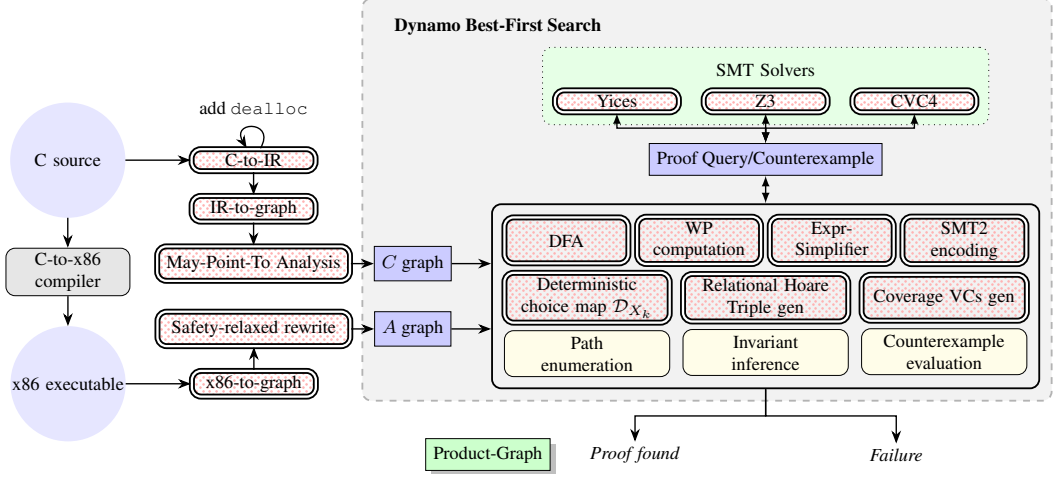 Dynamo Best-First Search
SMT Solvers
Yices
Z3
CVC4
add dealloc
C source
C-to-IR
Proof Query/Counterexample
IR-to-graph
DFA
WP
computation
Expr-
Simplifier
SMT2
encoding
C-to-x86
compiler
May-Point-To Analysis
C graph
Deterministic
choice map 𝒟_{X_k}
Relational Hoare
Triple gen
Coverage VCs gen
Safety-relaxed rewrite
A graph
Path
enumeration
Invariant
inference
Counterexample
evaluation
x86 executable
x86-to-graph
Product-Graph
Proof found
Failure